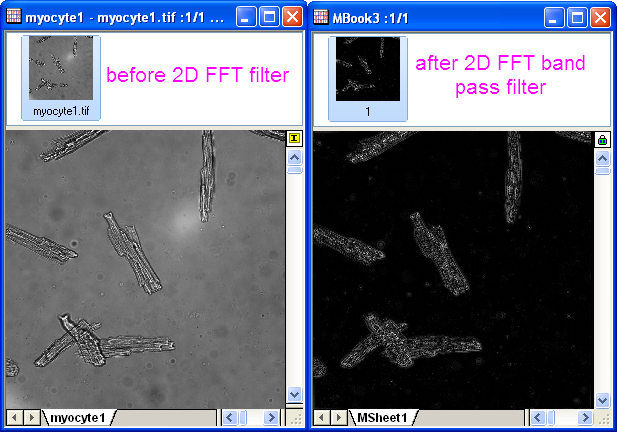 myocyte1 - myocyte1.tif :1/1 ...
before 2D FFT filter
myocyte1.tif
myocyte1
MBook3 :1/1
after 2D FFT band
pass filter
1
MSheet1